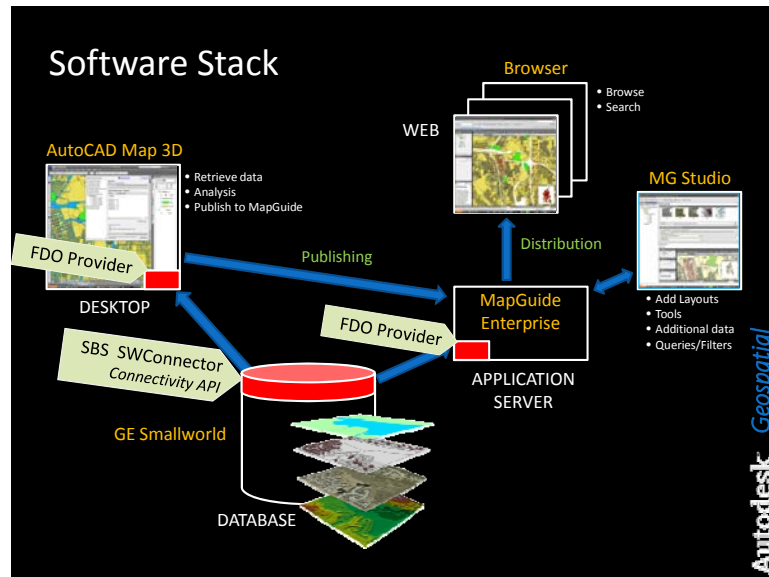 Software Stack
Browser
• Browse
• Search
WEB
AutoCAD Map 3D
• Retrieve data
• Analysis
• Publish to MapGuide
MG Studio
FDO Provider
Publishing
Distribution
DESKTOP
MapGuide
Enterprise
• Add Layouts
• Tools
• Additional data
• Queries/Filters
FDO Provider
SBS SWConnector
Connectivity API
APPLICATION
SERVER
GE Smallworld
DATABASE
Autodesk Geospatial